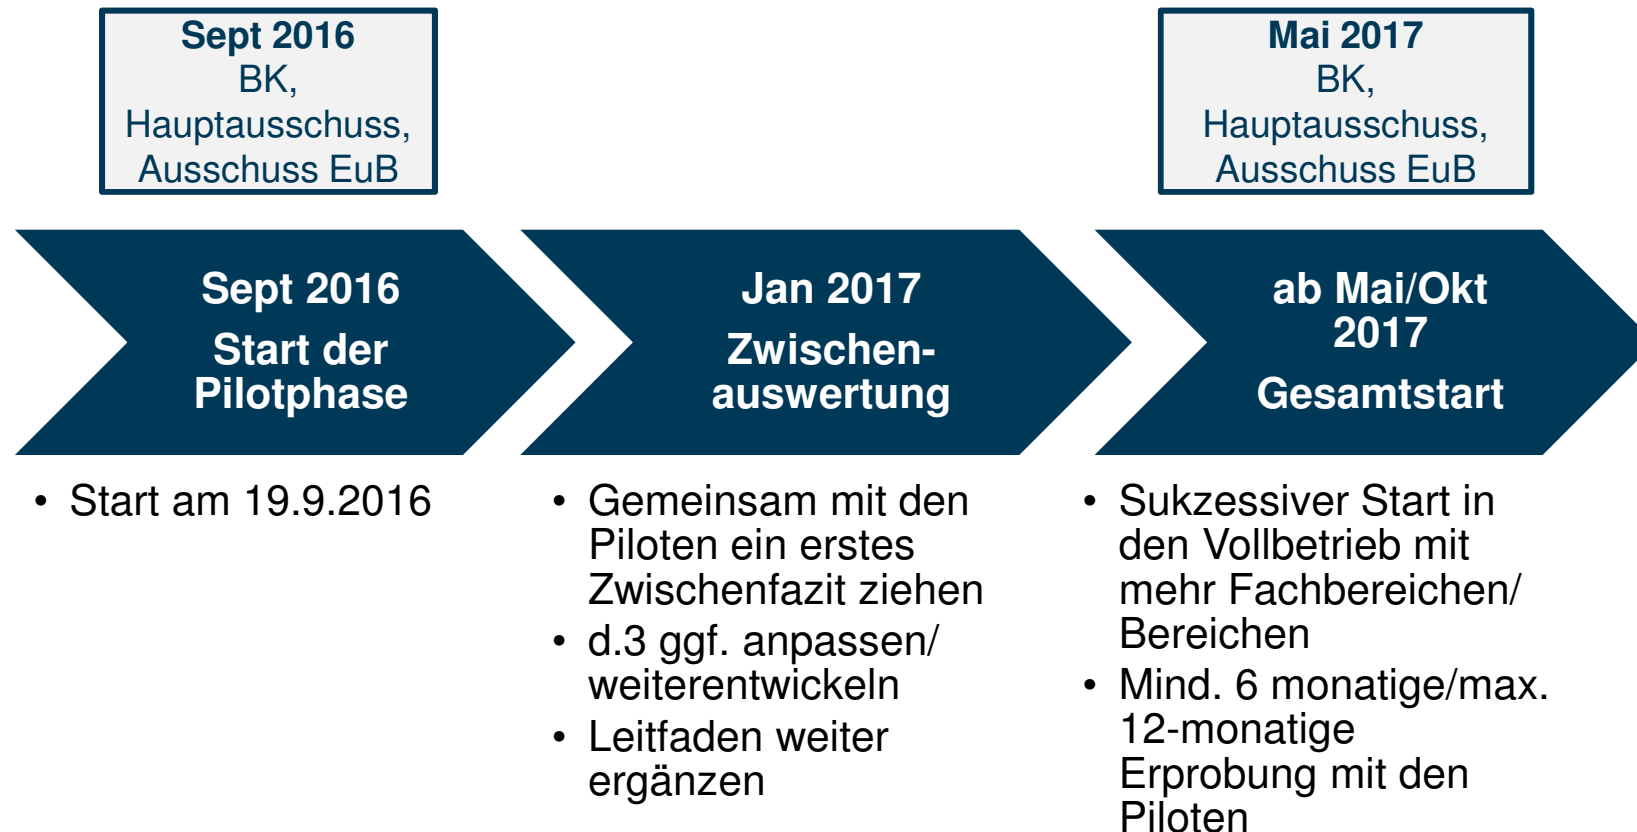 Sept 2016
BK,
Hauptausschuss,
Ausschuss EuB
Mai 2017
BK,
Hauptausschuss,
Ausschuss EuB
Sept 2016
Start der
Pilotphase
Jan 2017
Zwischen-
auswertung
ab Mai/Okt
2017
Gesamtstart
• Start am 19.9.2016
• Gemeinsam mit den
Piloten ein erstes
Zwischenfazit ziehen
• d.3 ggf. anpassen/
weiterentwickeln
• Leitfaden weiter
ergänzen
• Sukzessiver Start in
den Vollbetrieb mit
mehr Fachbereichen/
Bereichen
• Mind. 6 monatige/max.
12-monatige
Erprobung mit den
Piloten